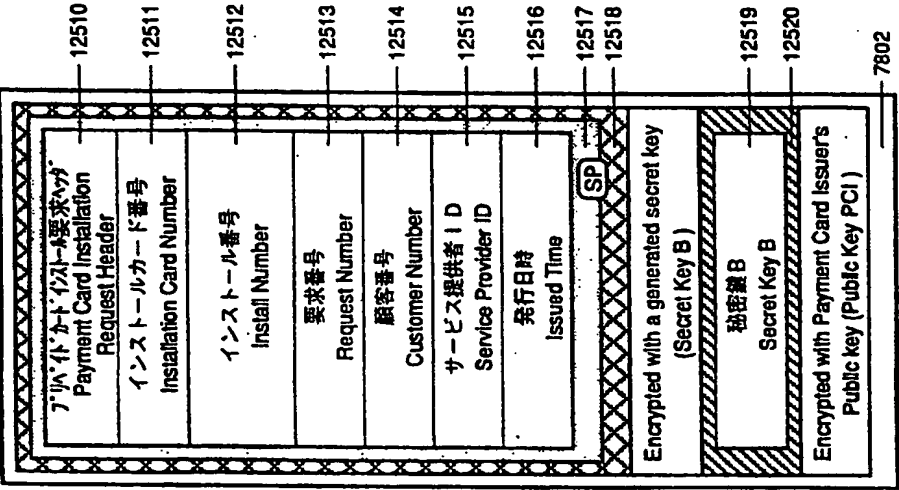 プリペイドカードインストール要求ヘッダ
Payment Card Installation
Request Header
インストールカード番号
Installation Card Number
インストール番号
Install Number
要求番号
Request Number
顧客番号
Customer Number
サービス提供者ID
Service Provider ID
発行日時
Issued Time
SP
Encrypted with a generated secret key
(Secret Key B)
秘密鍵 B
Secret Key B
Encrypted with Payment Card Issuer's
Public key (Public Key PCI)
12510
12511
12512
12513
12514
12515
12516
12517
12518
12519
12520
7802